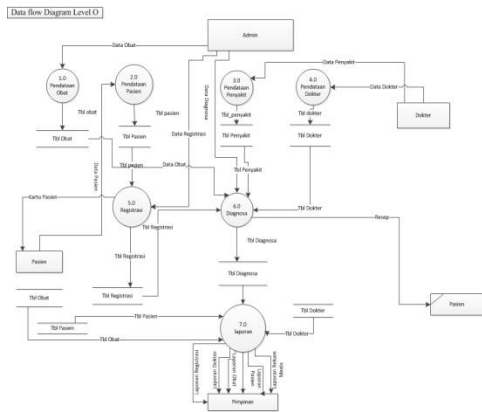 Data flow Diagram Level O
Admin
Data Obat
1.0
Pendataan
Obat
2.0
Pendataan
Pasien
3.0
Pendataan
Penyakit
4.0
Pendataan
Dokter
Data Penyakit
Data Dokter
Dokter
Data Diagnosa
Tbl obat
Tbl pasien
Tbl_penyakit
Tbl dokter
Data Registrasi
Tbl Obat
Tbl Pasien
Tbl Penyakit
Tbl Dokter
Data Pasien
Tbl pasien
Data Obat
Tbl Penyakit
Kartu Pasien
5.0
Registrasi
6.0
Diagnosa
Tbl Dokter
Resep
Tbl Registrasi
Tbl Diagnosa
Pasien
Tbl Registrasi
Tbl Diagnosa
Tbl Obat
Tbl Registrasi
Pasien
Tbl Pasien
Tbl Dokter
Tbl Pasien
7.0
laporan
Tbl Dokter
Tbl Obat
Laporan Obat
Laporan
Pasien
Pimpinan